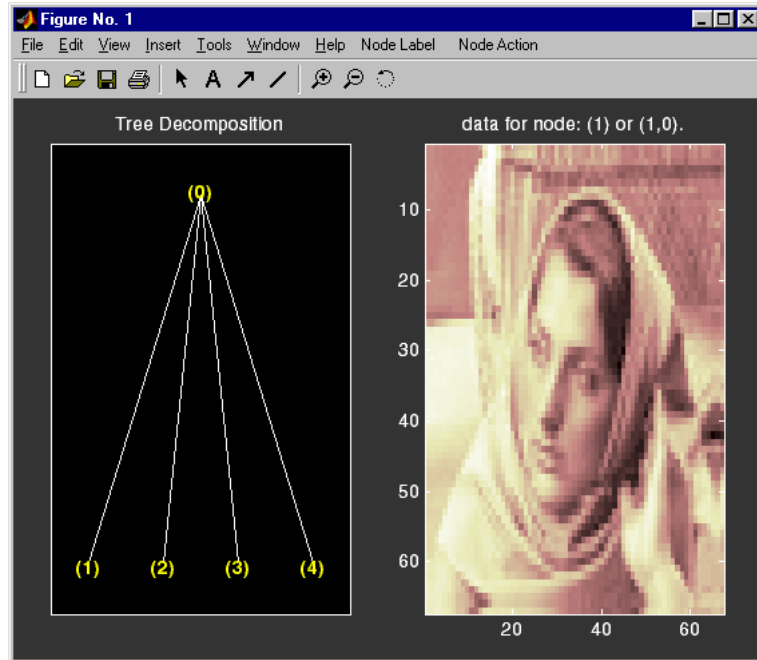 Figure No. 1
File Edit View Insert Tools Window Help Node Label Node Action
A
Tree Decomposition
(0)
(1) (2) (3) (4)
data for node: (1) or (1,0).
10
20
30
40
50
60
20 40 60